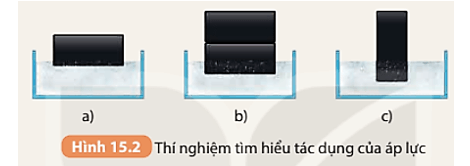 a) b) c)
Hình 15.2 Thí nghiệm tìm hiểu tác dụng của áp lực